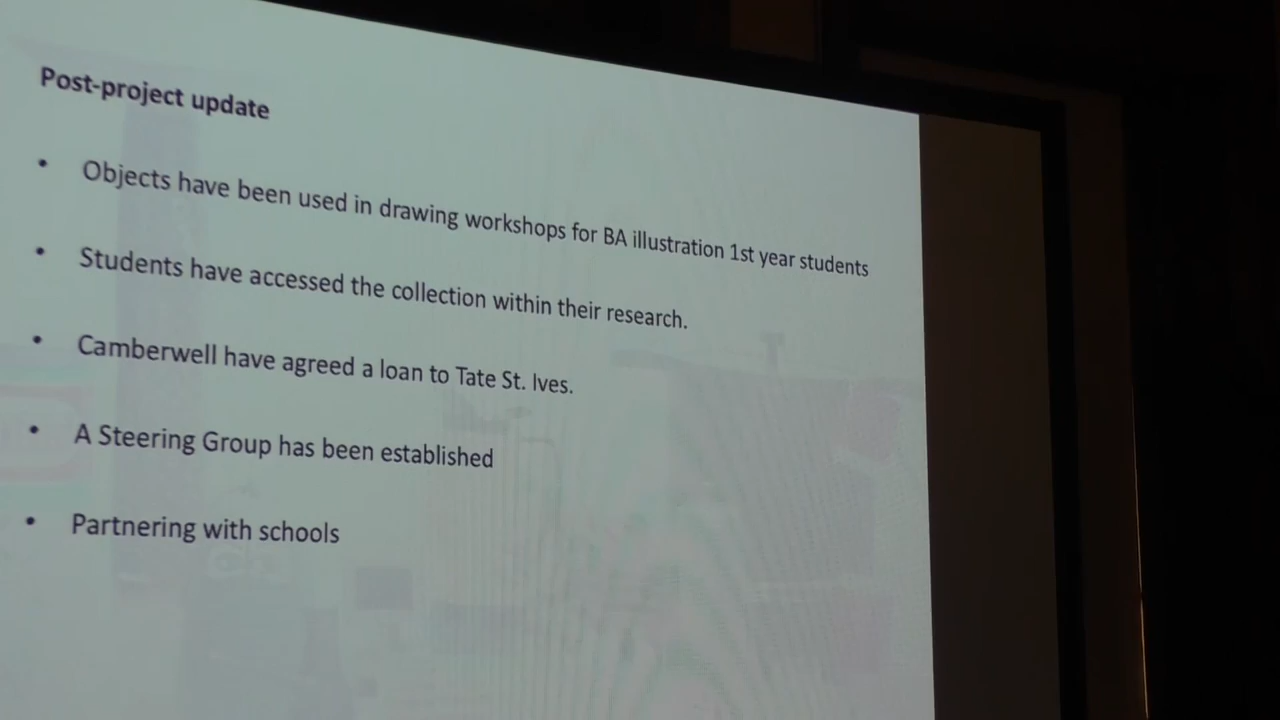 Post-project update
• Objects have been used in drawing workshops for BA illustration 1st year students
• Students have accessed the collection within their research.
• Camberwell have agreed a loan to Tate St. Ives.
• A Steering Group has been established
• Partnering with schools